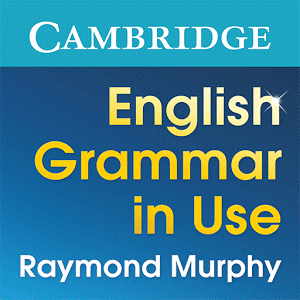 CAMBRIDGE
English
Grammar
in Use
Raymond Murphy